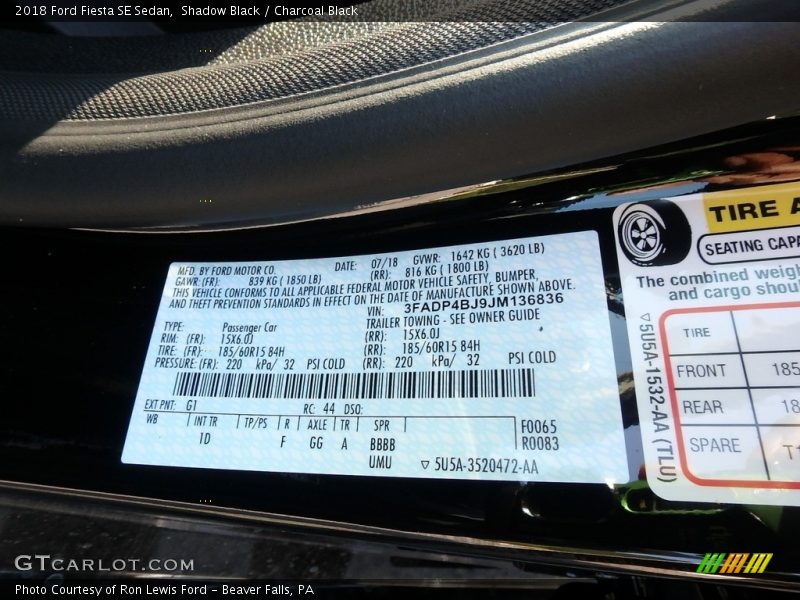 2018 Ford Fiesta SE Sedan, Shadow Black / Charcoal Black
MFD. BY FORD MOTOR CO. DATE: 07/18 GVWR: 1642 KG ( 3620 LB)
GAWR: (FR): 839 KG ( 1850 LB) (RR): 816 KG ( 1800 LB)
THIS VEHICLE CONFORMS TO ALL APPLICABLE FEDERAL MOTOR VEHICLE SAFETY, BUMPER,
AND THEFT PREVENTION STANDARDS IN EFFECT ON THE DATE OF MANUFACTURE SHOWN ABOVE.
VIN: 3FADP4BJ9JM136836
TYPE: Passenger Car TRAILER TOWING - SEE OWNER GUIDE
RIM: (FR): 15X6.0J (RR): 15X6.0J
TIRE: (FR): 185/60R15 84H (RR): 185/60R15 84H
PRESSURE: (FR): 220 kPa/ 32 PSI COLD (RR): 220 kPa/ 32 PSI COLD
EXT PNT: G1 RC: 44 DSO:
WB INT TR TP/PS R AXLE TR SPR F0065
1D F GG A BBBB R0083
UMU ▽ 5U5A-3520472-AA
TIRE A
SEATING CAPA
The combined weigh
and cargo shou
▽5U5A-1532-AA (TLU)
TIRE
FRONT 185
REAR 18
SPARE T1
GTCARLOT.COM
Photo Courtesy of Ron Lewis Ford - Beaver Falls, PA